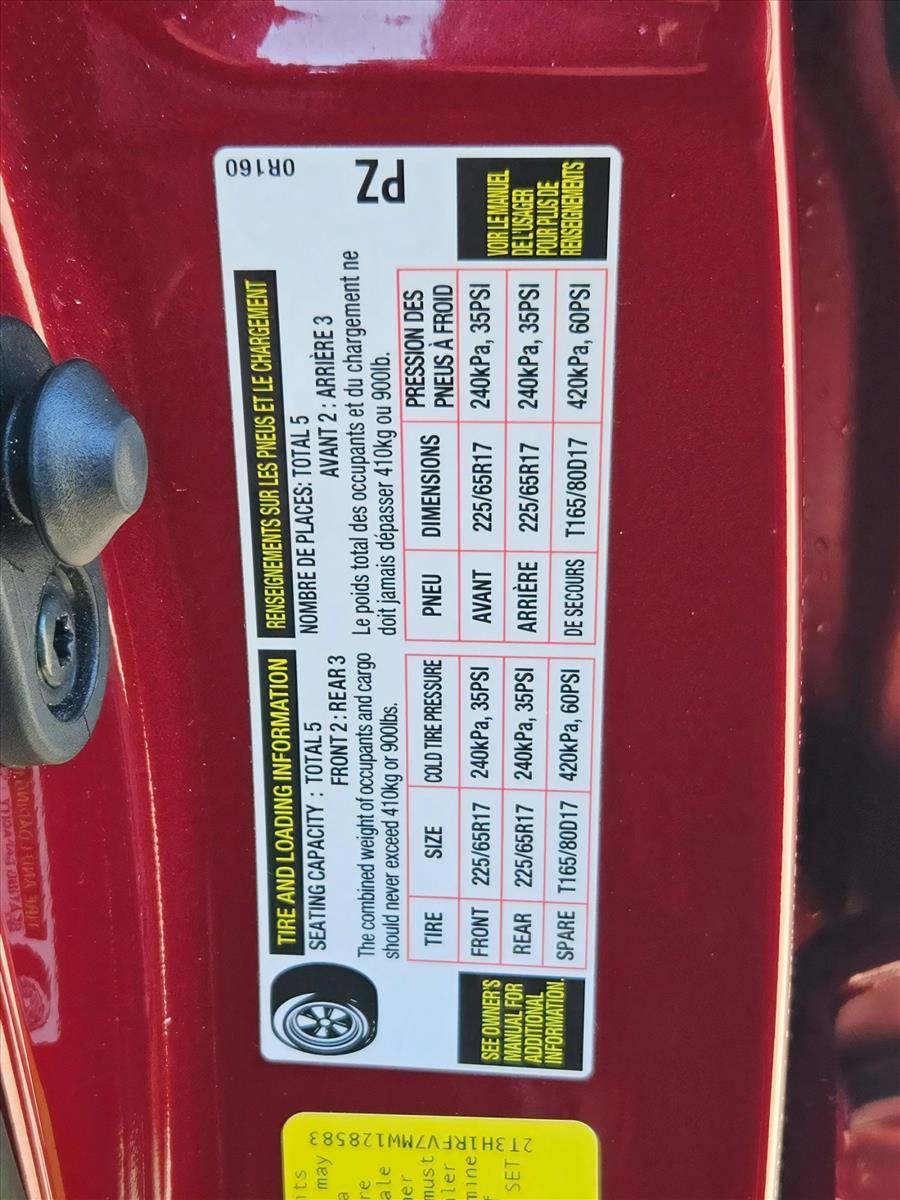 TIRE AND LOADING INFORMATION
SEATING CAPACITY : TOTAL 5
FRONT 2 : REAR 3
The combined weight of occupants and cargo
should never exceed 410kg or 900lbs.
TIRE SIZE COLD TIRE PRESSURE
FRONT 225/65R17 240kPa, 35PSI
REAR 225/65R17 240kPa, 35PSI
SPARE T165/80D17 420kPa, 60PSI
SEE OWNER'S
MANUAL FOR
ADDITIONAL
INFORMATION.
RENSEIGNEMENTS SUR LES PNEUS ET LE CHARGEMENT
NOMBRE DE PLACES: TOTAL 5
AVANT 2 : ARRIÈRE 3
Le poids total des occupants et du chargement ne
doit jamais dépasser 410kg ou 900lb.
PNEU DIMENSIONS PRESSION DES
PNEUS À FROID
AVANT 225/65R17 240kPa, 35PSI
ARRIÈRE 225/65R17 240kPa, 35PSI
DE SECOURS T165/80D17 420kPa, 60PSI
VOIR LE MANUEL
DE L'USAGER
POUR PLUS DE
RENSEIGNEMENTS
0R160
PZ
2T3H1RFV7MW128583
may
must
SET